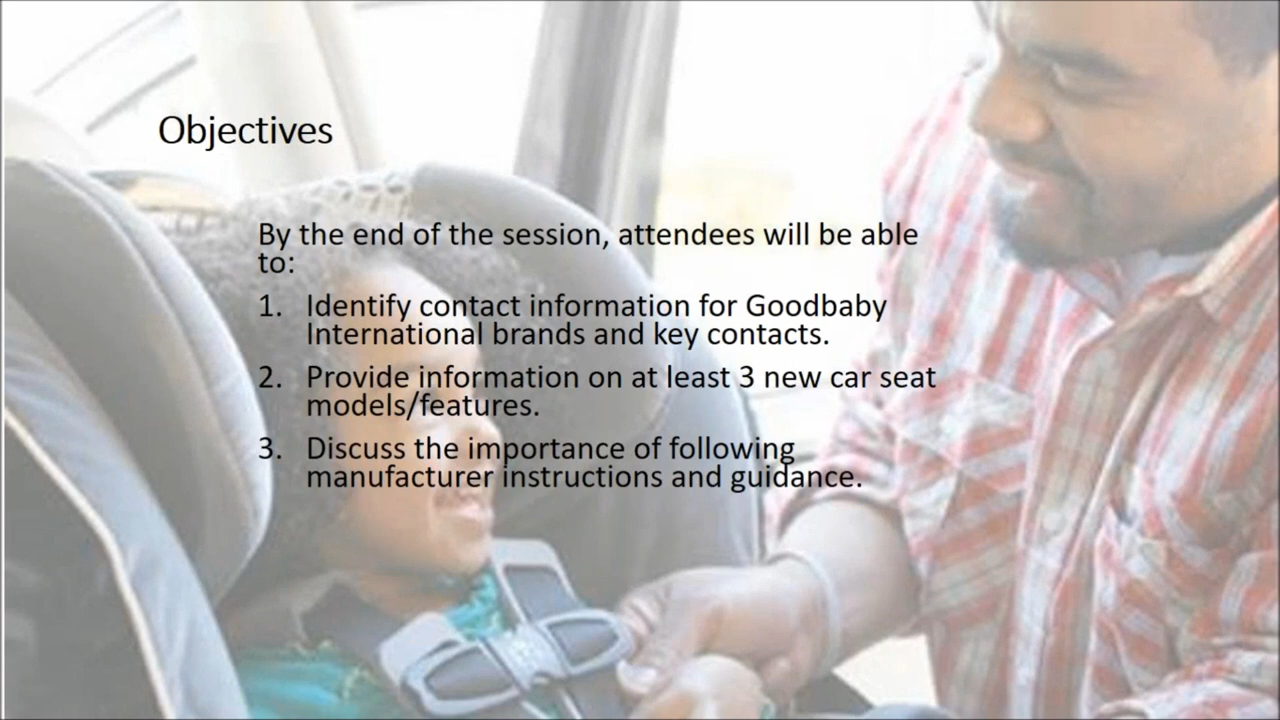 Objectives
By the end of the session, attendees will be able
to:
1. Identify contact information for Goodbaby
International brands and key contacts.
2. Provide information on at least 3 new car seat
models/features.
3. Discuss the importance of following
manufacturer instructions and guidance.